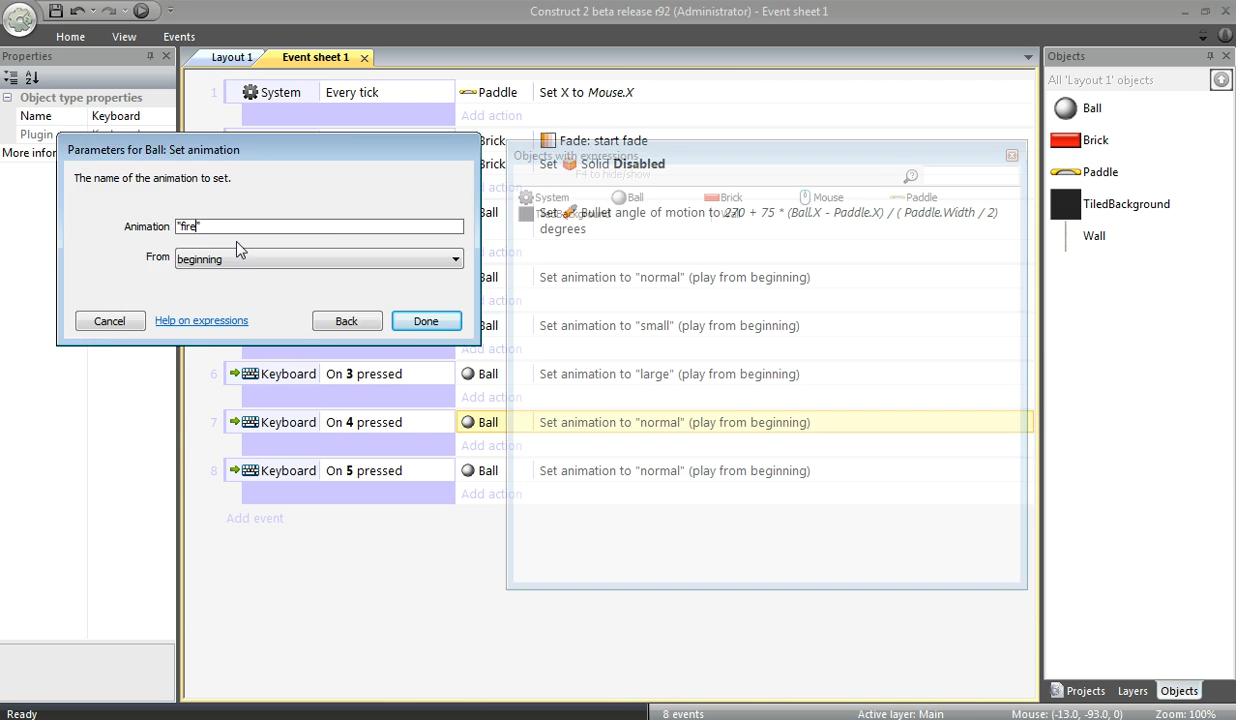 Construct 2 beta release r92 (Administrator) - Event sheet 1
Home View Events
Properties
Layout 1 Event sheet 1
Objects
Object type properties
Name Keyboard
Plugin
More infor
All 'Layout 1' objects
Ball
Brick
Paddle
TiledBackground
Wall
1 System Every tick Paddle Set X to Mouse.X
Add action
Brick Fade: start fade
Brick Set Solid Disabled
Ball Set Bullet angle of motion to 270 + 75 * (Ball.X - Paddle.X) / ( Paddle.Width / 2)
degrees
Ball Set animation to "normal" (play from beginning)
Ball Set animation to "small" (play from beginning)
Add action
6 Keyboard On 3 pressed Ball Set animation to "large" (play from beginning)
Add action
7 Keyboard On 4 pressed Ball Set animation to "normal" (play from beginning)
Add action
8 Keyboard On 5 pressed Ball Set animation to "normal" (play from beginning)
Add action
Add event
Parameters for Ball: Set animation
The name of the animation to set.
Animation "fire"
From beginning
Cancel Help on expressions Back Done
Objects with expressions
F4 to hide/show
System Ball Brick Mouse Paddle
Projects Layers Objects
Ready 8 events Active layer: Main Mouse: (-13.0, -93.0, 0) Zoom: 100%